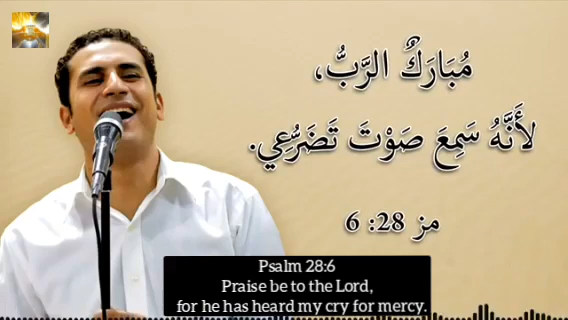 مُبَارَكٌ الرَّبُّ،
لأَنَّهُ سَمِعَ صَوْتَ تَضَرُّعِي.
مز 28: 6
Psalm 28:6
Praise be to the Lord,
for he has heard my cry for mercy.